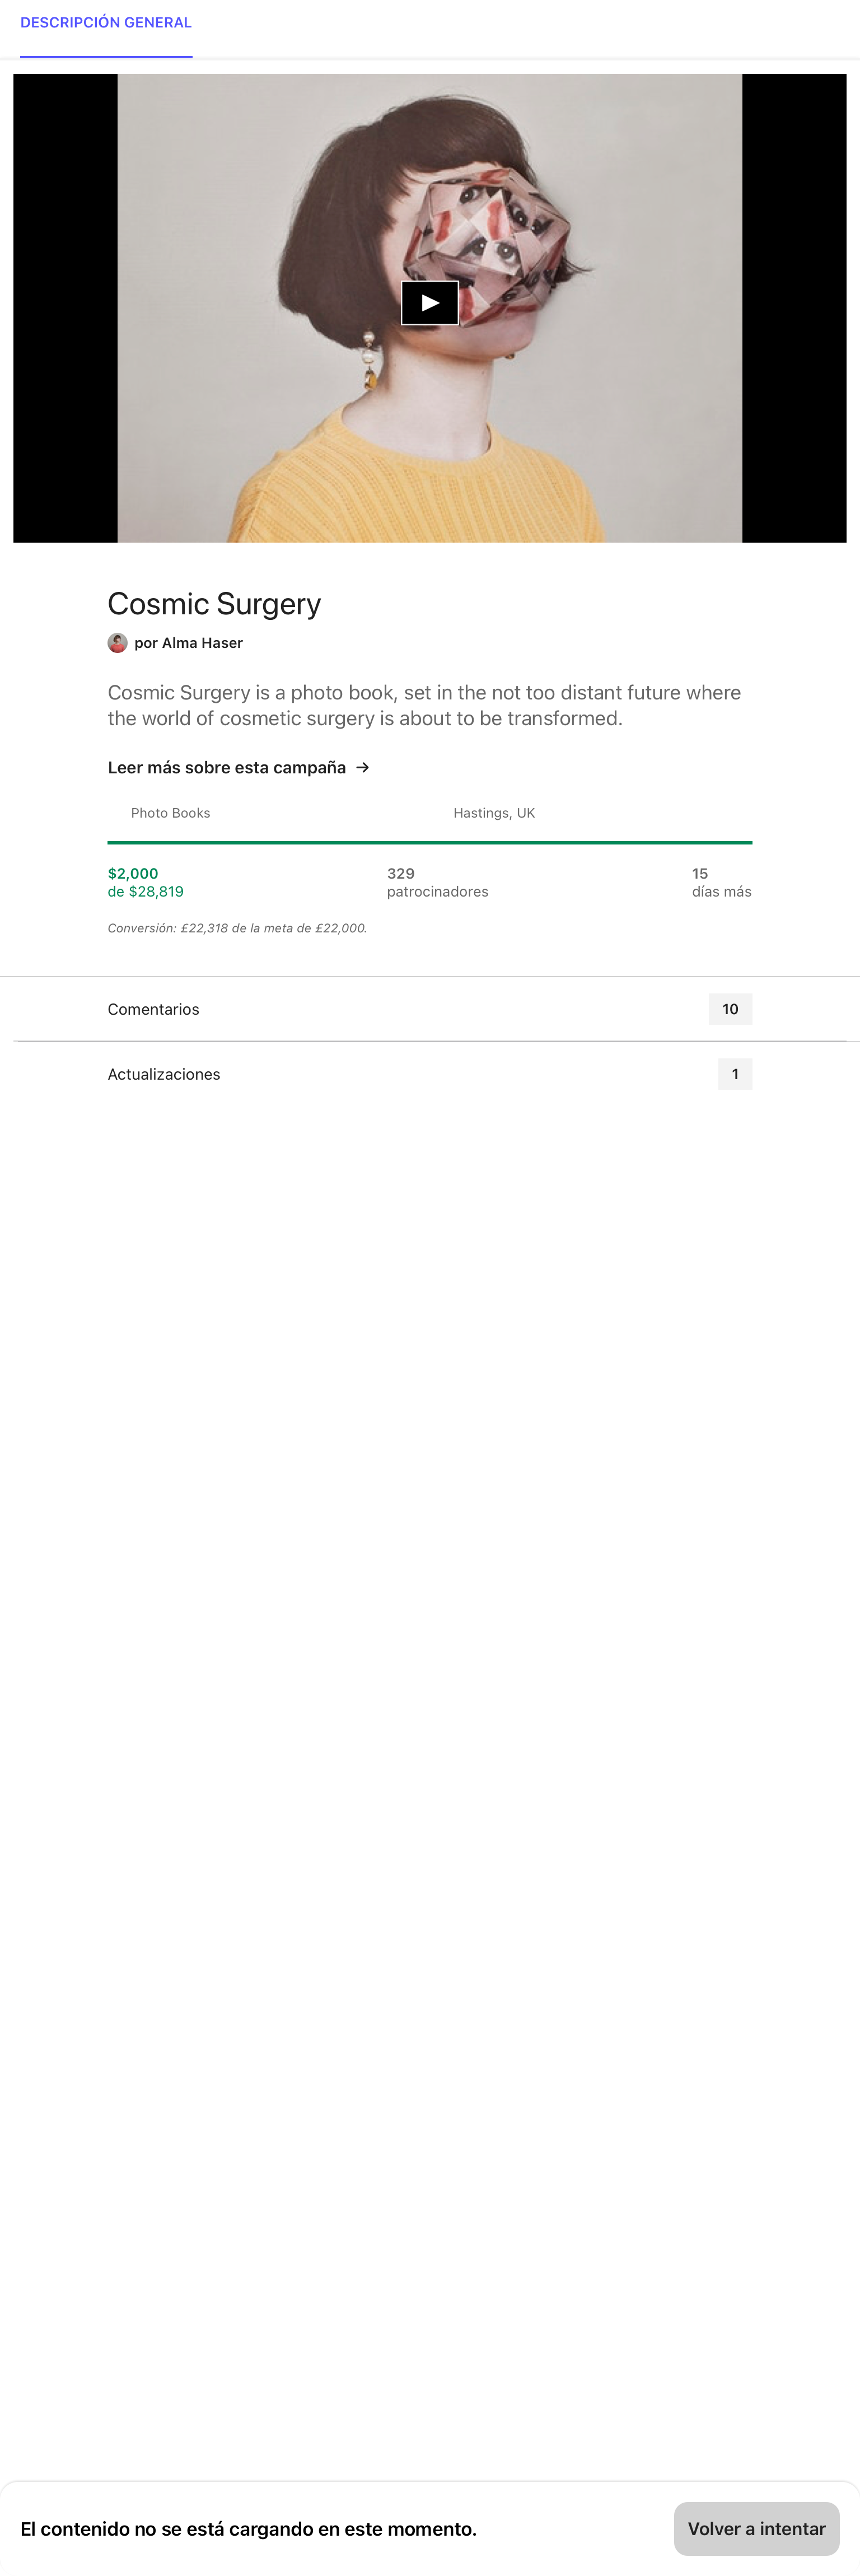 DESCRIPCIÓN GENERAL
Cosmic Surgery
por Alma Haser
Cosmic Surgery is a photo book, set in the not too distant future where
the world of cosmetic surgery is about to be transformed.
Leer más sobre esta campaña →
Photo Books Hastings, UK
$2,000 329 15
de $28,819 patrocinadores días más
Conversión: £22,318 de la meta de £22,000.
Comentarios 10
Actualizaciones 1
El contenido no se está cargando en este momento. Volver a intentar